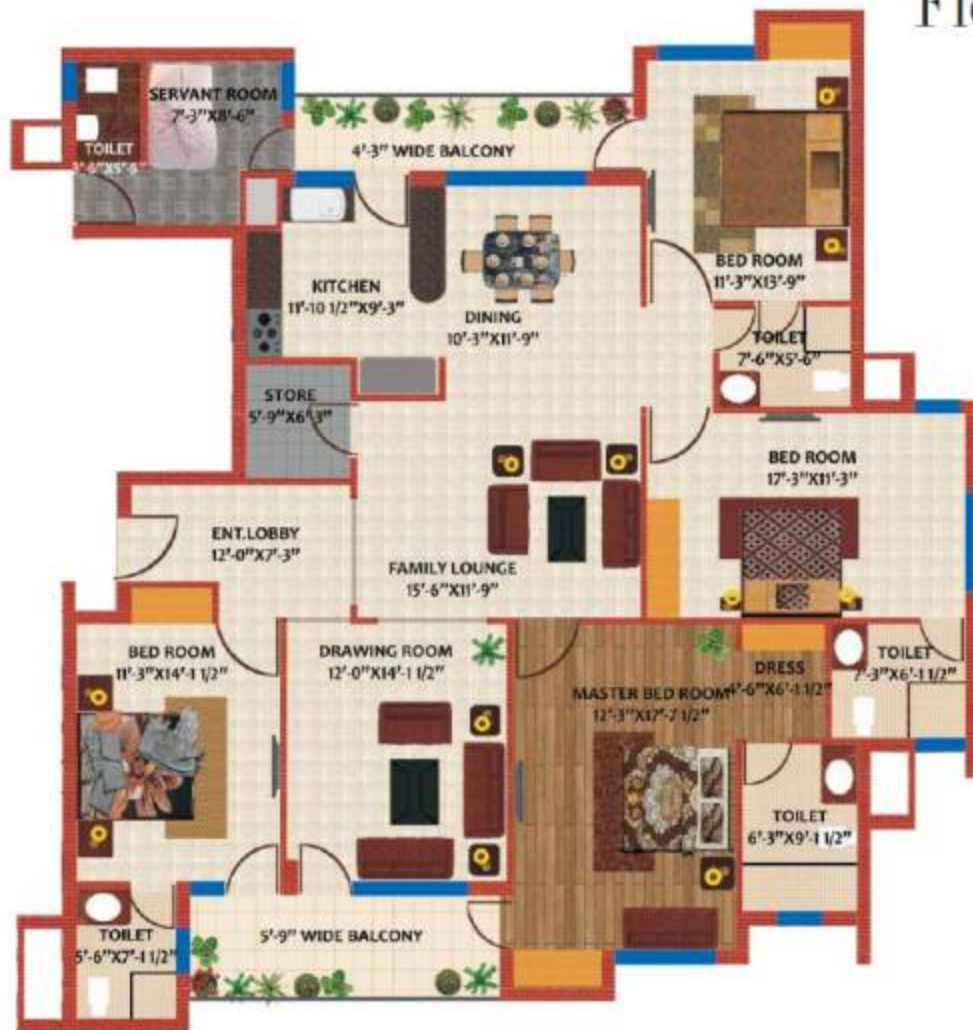 SERVANT ROOM
7'-3"X8'-6"
TOILET
4'-3" WIDE BALCONY
BED ROOM
11'-3"X13'-9"
KITCHEN
11'-10 1/2"X9'-3"
DINING
10'-3"X11'-9"
TOILET
7'-6"X5'-6"
STORE
5'-9"X6'-3"
BED ROOM
17'-3"X11'-3"
ENT.LOBBY
12'-0"X7'-3"
FAMILY LOUNGE
15'-6"X11'-9"
BED ROOM
11'-3"X14'-1 1/2"
DRAWING ROOM
12'-0"X14'-1 1/2"
MASTER BED ROOM
12'-3"X17'-7 1/2"
DRESS
4'-6"X6'-1 1/2"
TOILET
7'-3"X6'-1 1/2"
TOILET
6'-3"X9'-1 1/2"
TOILET
5'-6"X7'-1 1/2"
5'-9" WIDE BALCONY